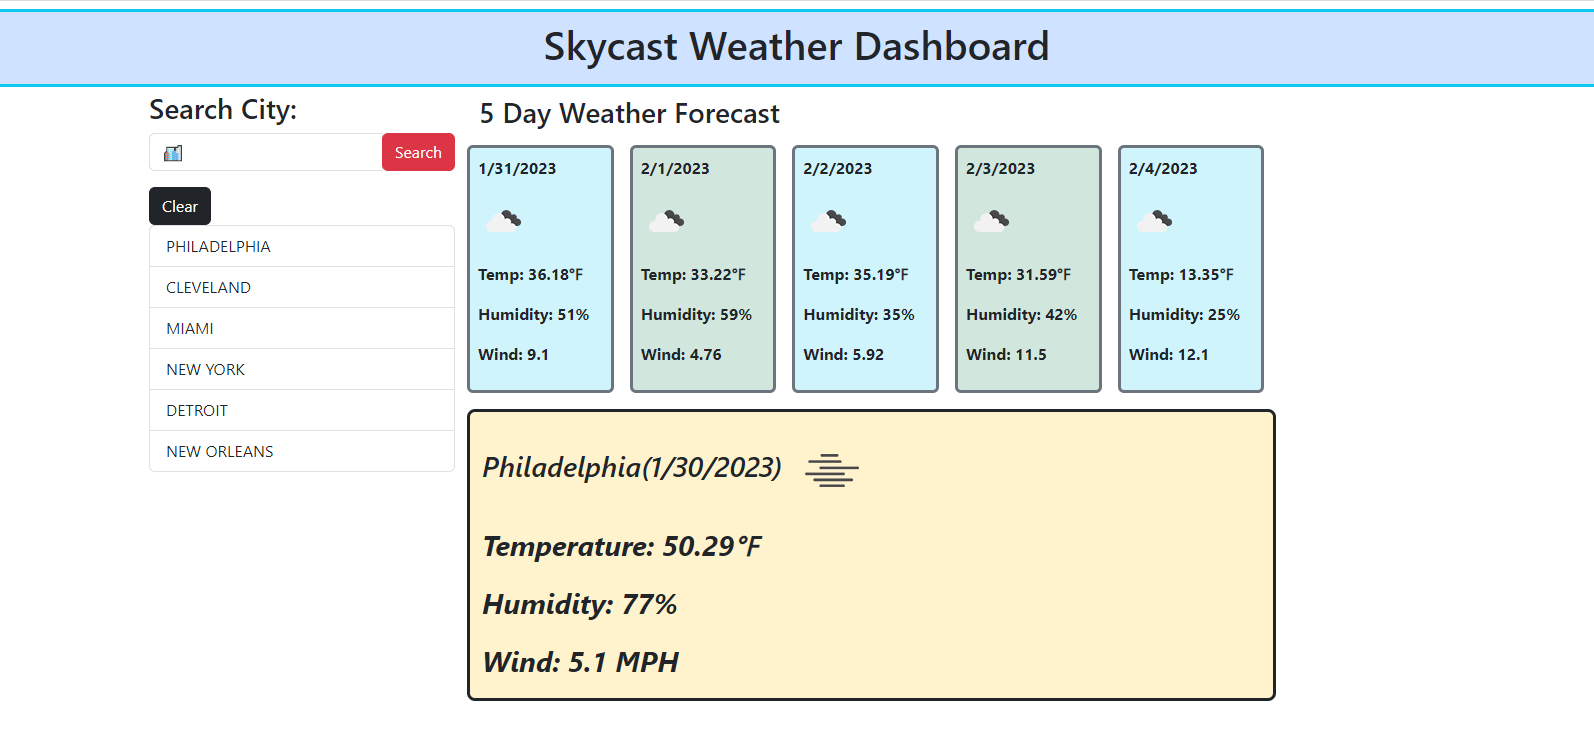 Skycast Weather Dashboard
Search City:
Search
Clear
PHILADELPHIA
CLEVELAND
MIAMI
NEW YORK
DETROIT
NEW ORLEANS
5 Day Weather Forecast
1/31/2023
Temp: 36.18°F
Humidity: 51%
Wind: 9.1
2/1/2023
Temp: 33.22°F
Humidity: 59%
Wind: 4.76
2/2/2023
Temp: 35.19°F
Humidity: 35%
Wind: 5.92
2/3/2023
Temp: 31.59°F
Humidity: 42%
Wind: 11.5
2/4/2023
Temp: 13.35°F
Humidity: 25%
Wind: 12.1
Philadelphia(1/30/2023)
Temperature: 50.29°F
Humidity: 77%
Wind: 5.1 MPH